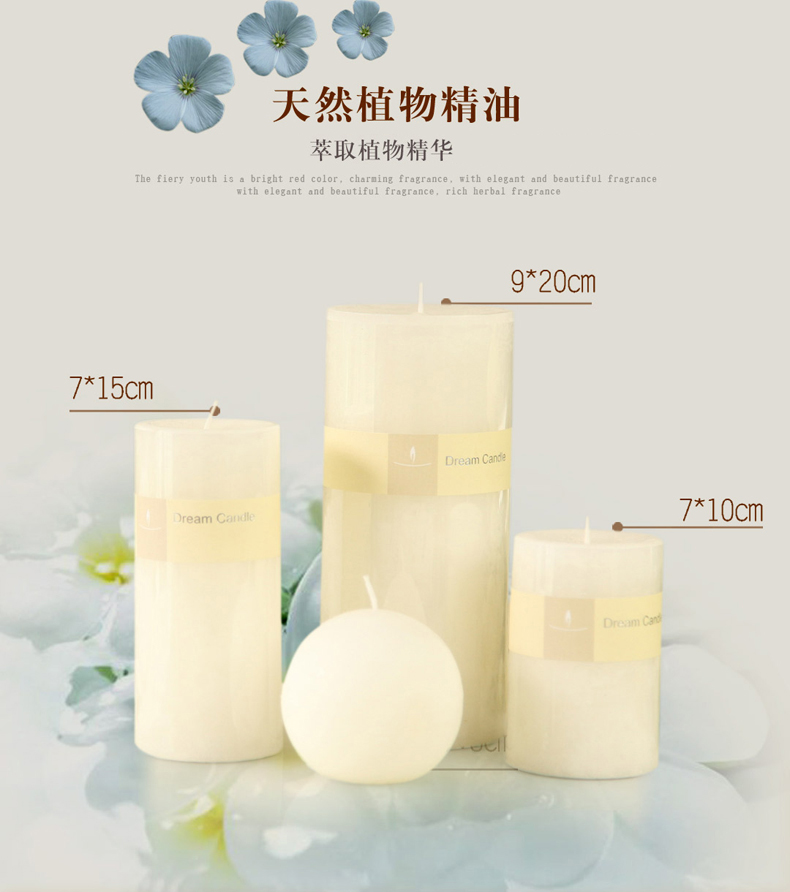 天然植物精油
萃取植物精华
The fiery youth is a bright red color, charming fragrance, with elegant and beautiful fragrance
with elegant and beautiful fragrance, rich herbal fragrance
9*20cm
7*15cm
Dream Candle
Dream Candle
7*10cm
Dream Candle